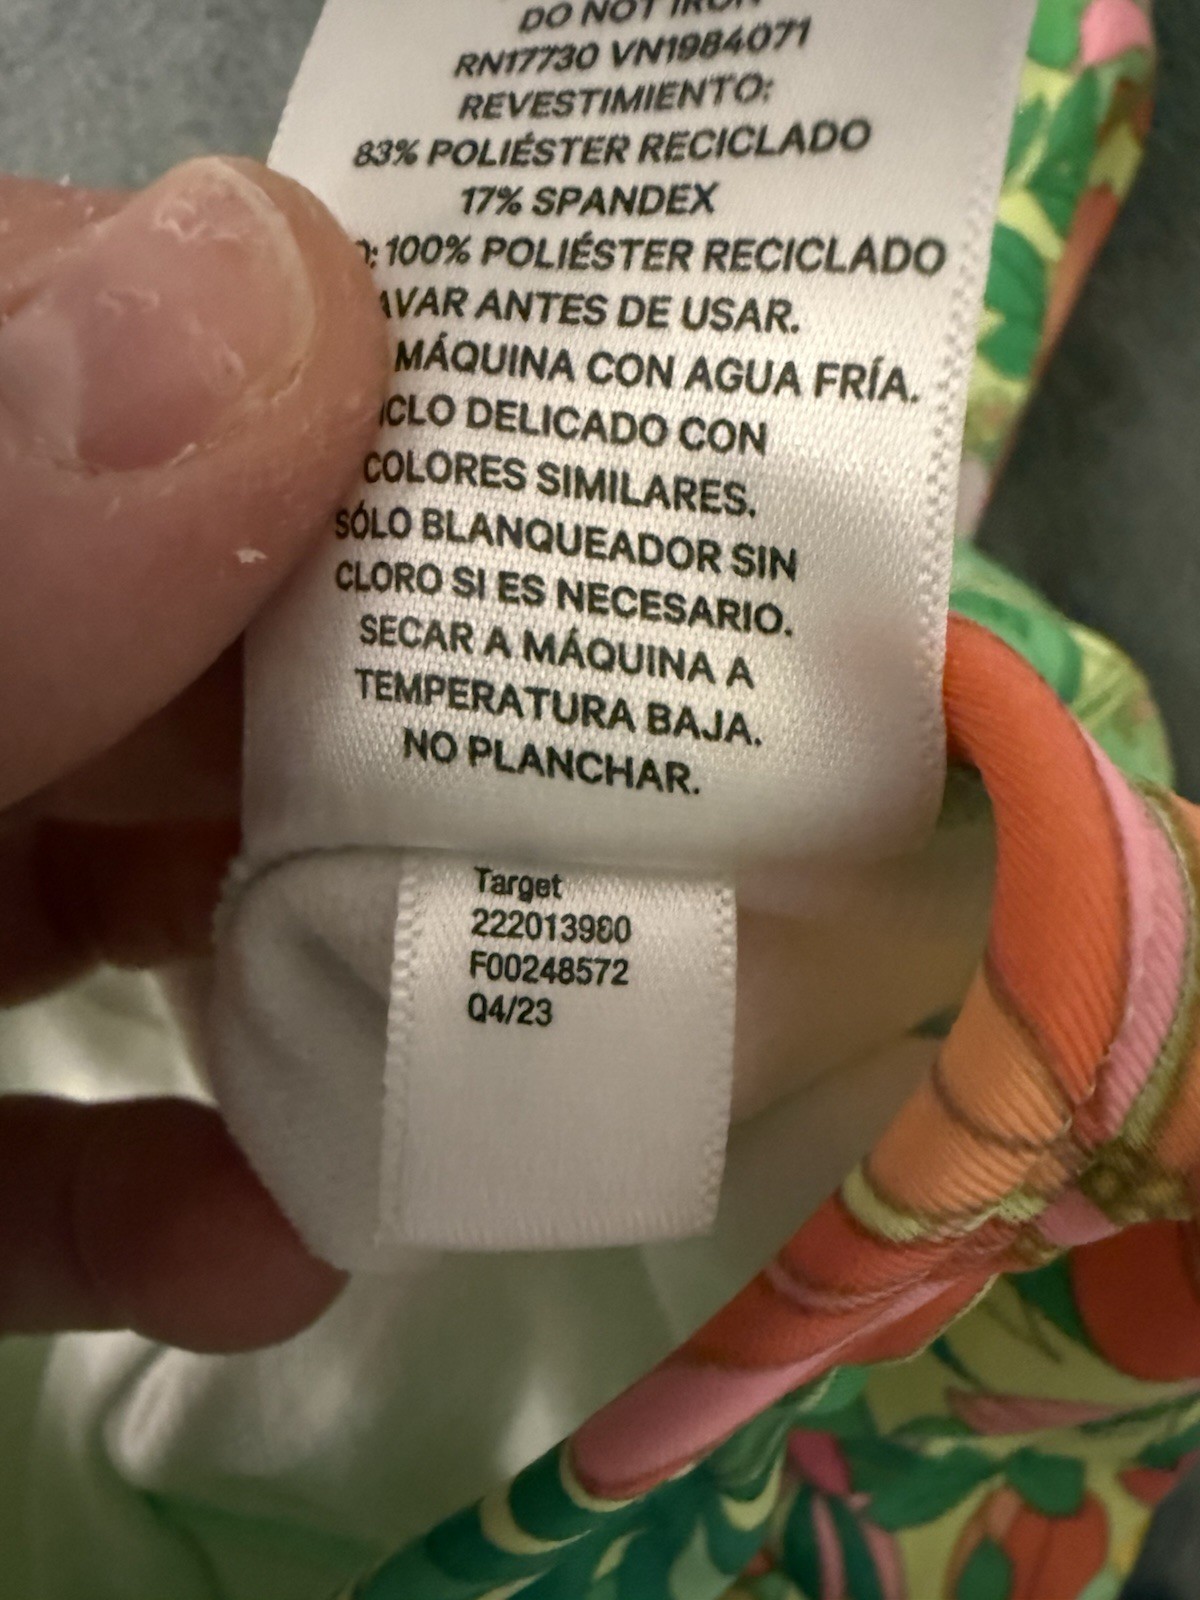 DO NOT IRON
RN17730 VN1984071
REVESTIMIENTO:
83% POLIÉSTER RECICLADO
17% SPANDEX
100% POLIÉSTER RECICLADO
ANTES DE USAR.
MÁQUINA CON AGUA FRÍA.
DELICADO CON
COLORES SIMILARES.
SÓLO BLANQUEADOR SIN
CLORO SI ES NECESARIO.
SECAR A MÁQUINA A
TEMPERATURA BAJA.
NO PLANCHAR.
Target
222013980
F00248572
Q4/23